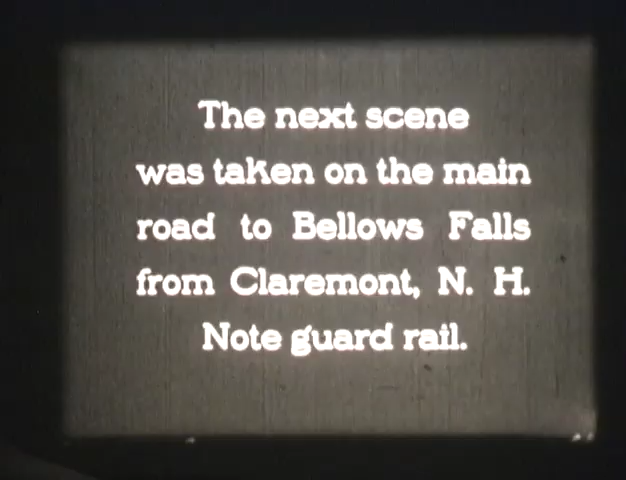 The next scene
was taken on the main
road to Bellows Falls
from Claremont, N. H.
Note guard rail.